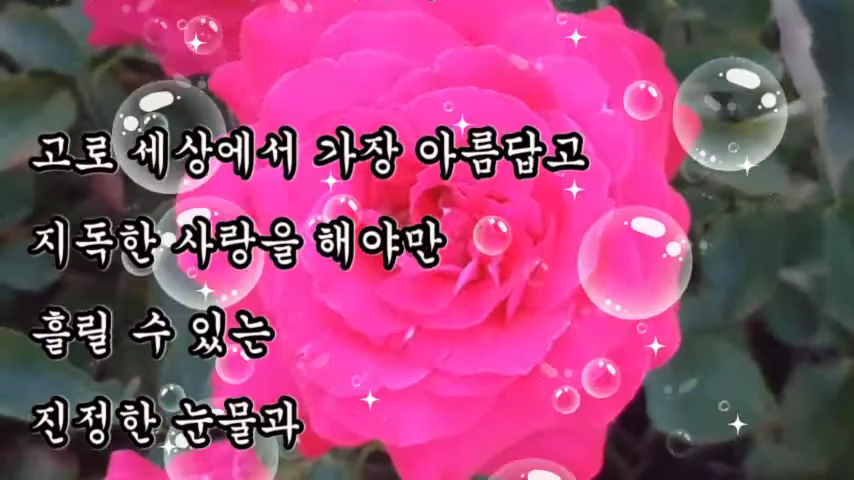 고로 세상에서 가장 아름답고
지독한 사랑을 해야만
흘릴 수 있는
진정한 눈물과